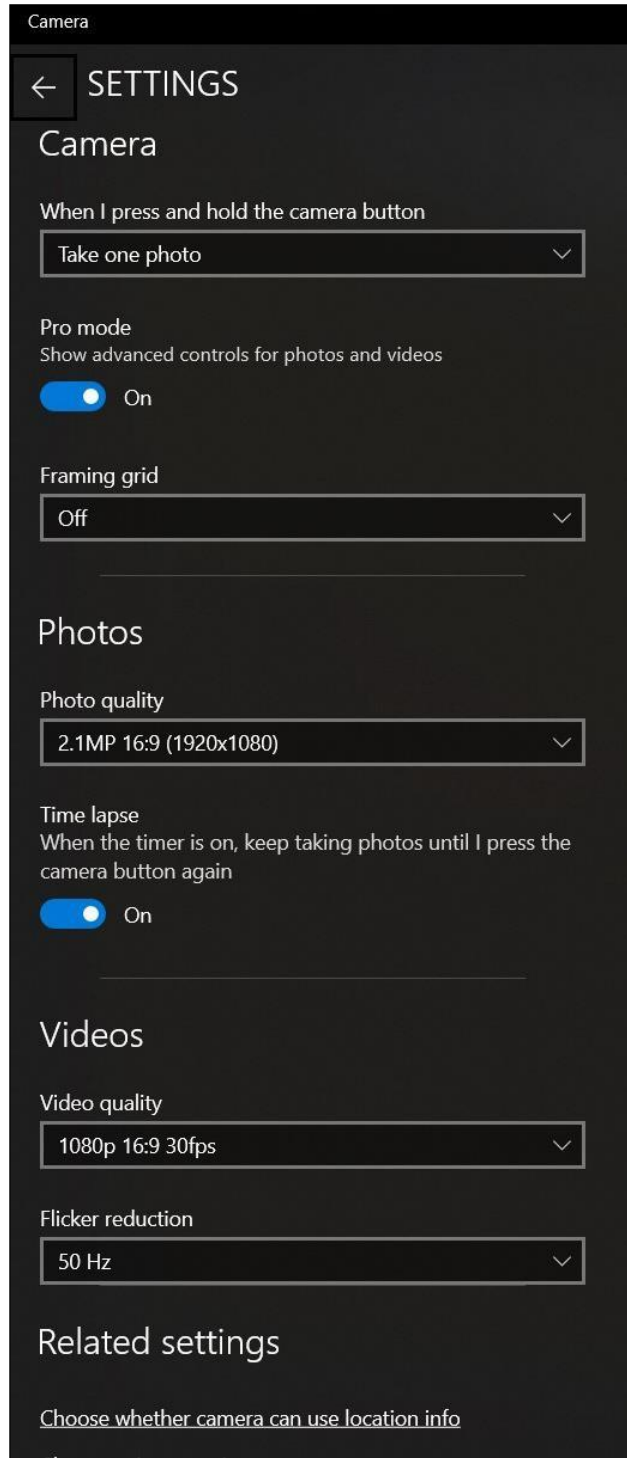 Camera
SETTINGS
Camera
When I press and hold the camera button
Take one photo
Pro mode
Show advanced controls for photos and videos
On
Framing grid
Off
Photos
Photo quality
2.1MP 16:9 (1920x1080)
Time lapse
When the timer is on, keep taking photos until I press the
camera button again
On
Videos
Video quality
1080p 16:9 30fps
Flicker reduction
50 Hz
Related settings
Choose whether camera can use location info